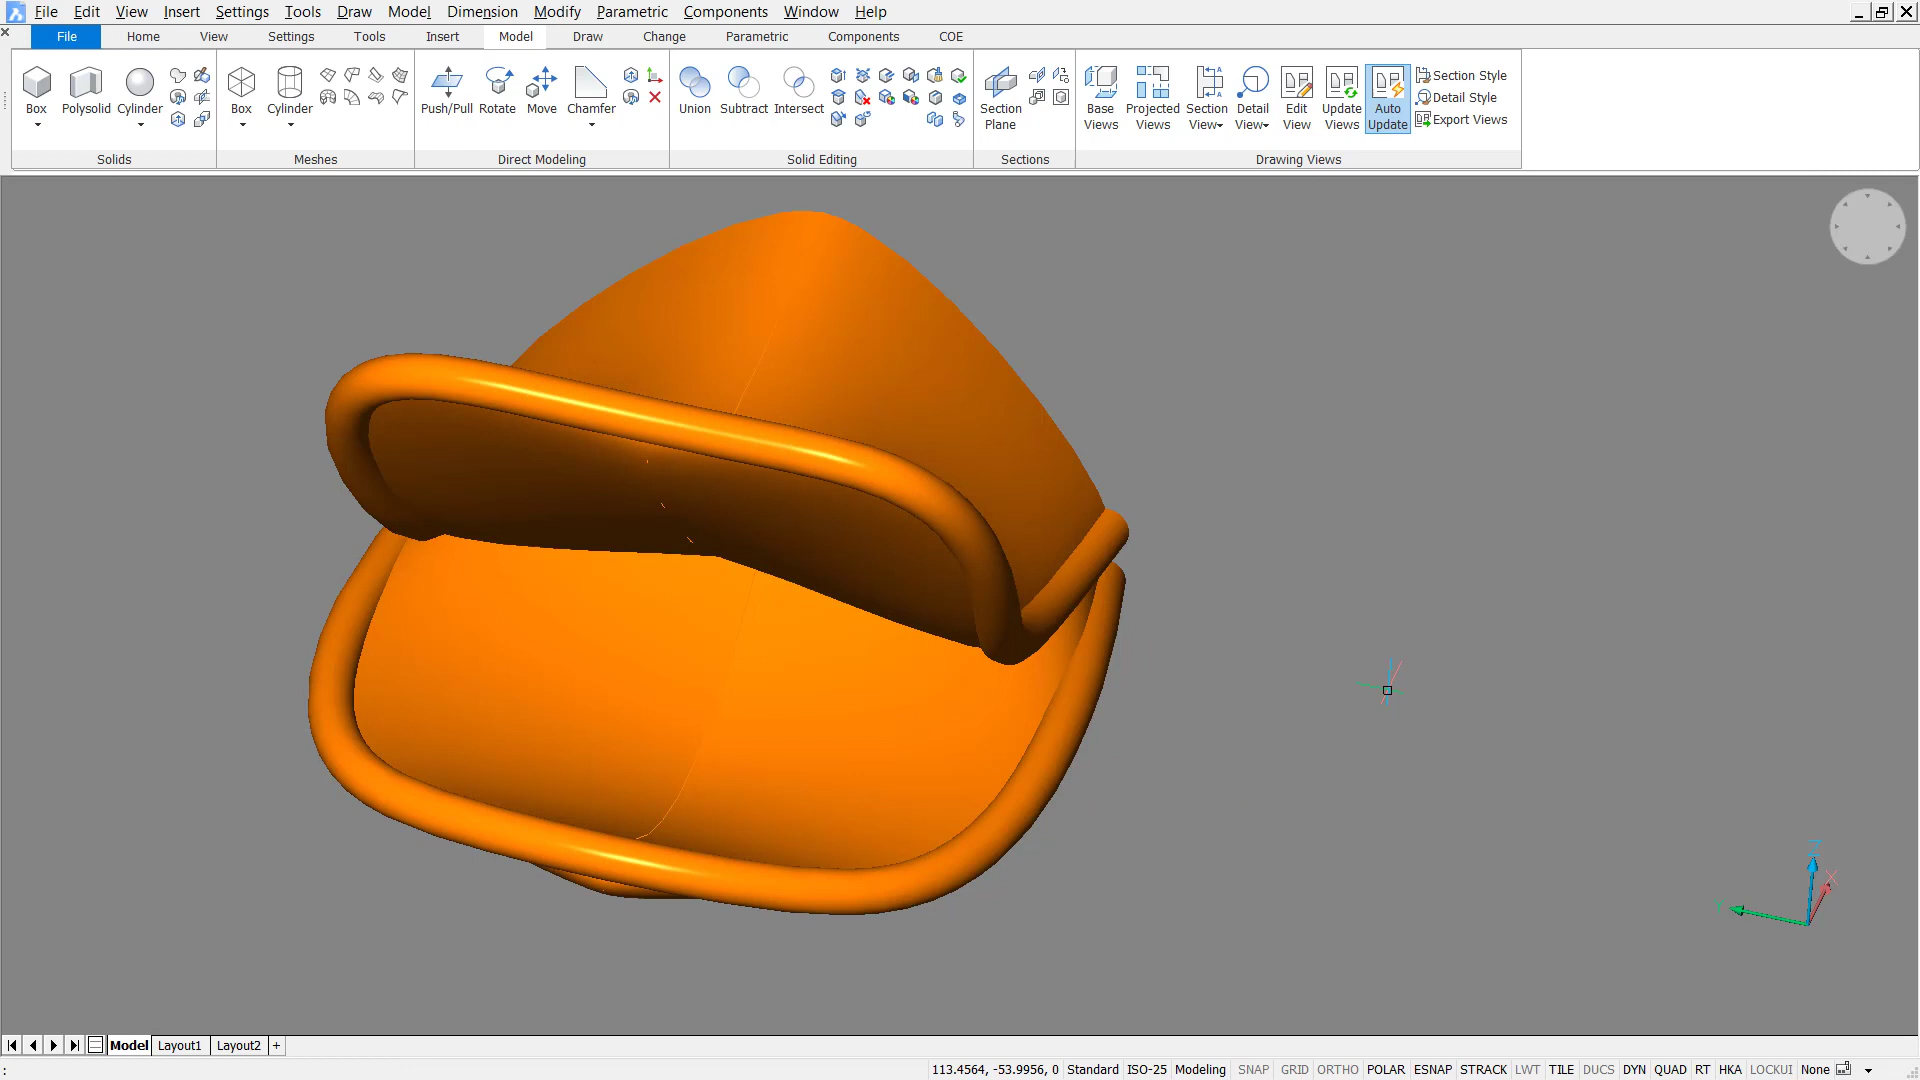 File Edit View Insert Settings Tools Draw Model Dimension Modify Parametric Components Window Help
File Home View Settings Tools Insert Model Draw Change Parametric Components COE
Box Polysolid Cylinder
Solids
Box Cylinder
Meshes
Push/Pull Rotate Move Chamfer
Direct Modeling
Union Subtract Intersect
Solid Editing
Section Plane
Sections
Base Views Projected Views Section View Detail View Edit View Update Views Auto Update
Section Style
Detail Style
Export Views
Drawing Views
Z
X
Y
Model Layout1 Layout2 +
: 113.4564, -53.9956, 0 Standard ISO-25 Modeling SNAP GRID ORTHO POLAR ESNAP STRACK LWT TILE DUCS DYN QUAD RT HKA LOCKUI None